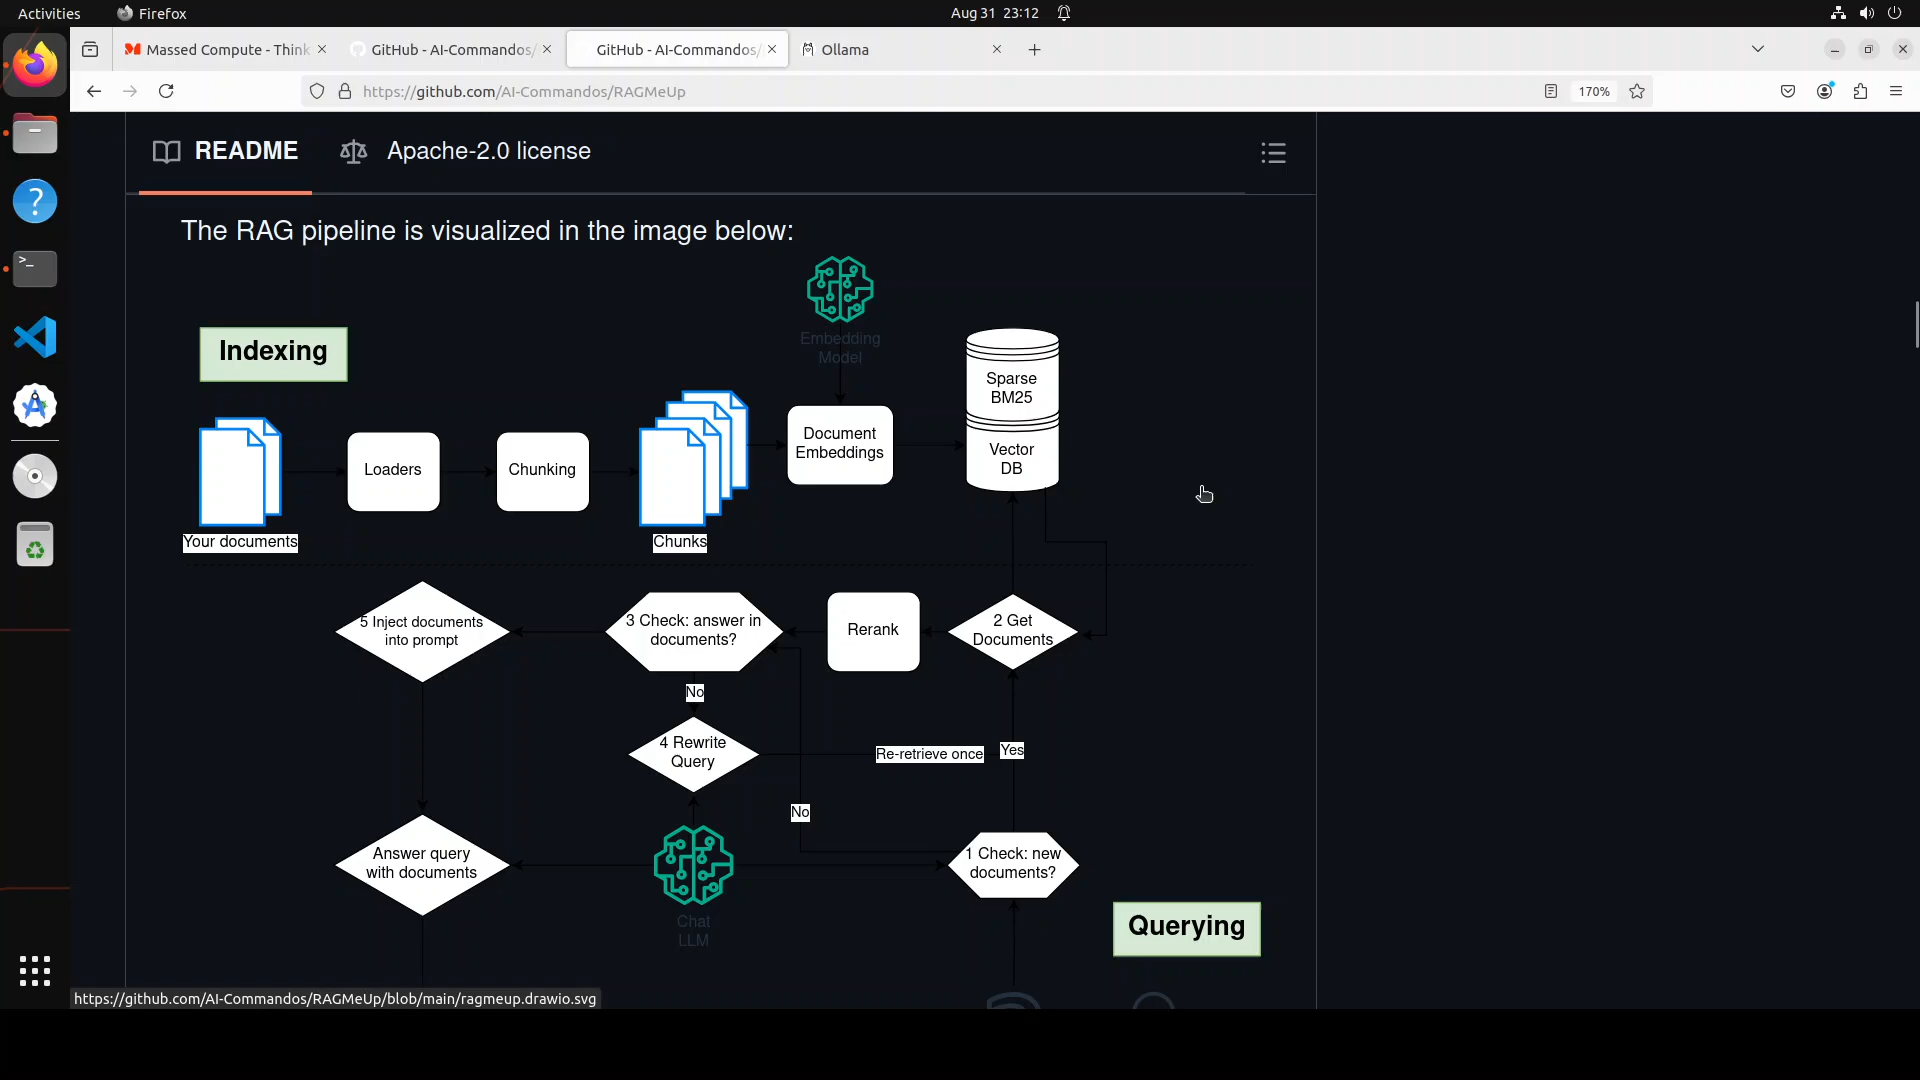 Activities
Firefox
Aug 31 23:12
Massed Compute - Think
GitHub - AI-Commandos/
GitHub - AI-Commandos/
Ollama
https://github.com/AI-Commandos/RAGMeUp
170%
README
Apache-2.0 license
The RAG pipeline is visualized in the image below:
Embedding
Model
Indexing
Sparse
BM25
Document
Embeddings
Vector
DB
Loaders
Chunking
Your documents
Chunks
5 Inject documents
into prompt
3 Check: answer in
documents?
Rerank
2 Get
Documents
No
4 Rewrite
Query
Re-retrieve once
Yes
No
Answer query
with documents
1 Check: new
documents?
Chat
LLM
Querying
https://github.com/AI-Commandos/RAGMeUp/blob/main/ragmeup.drawio.svg